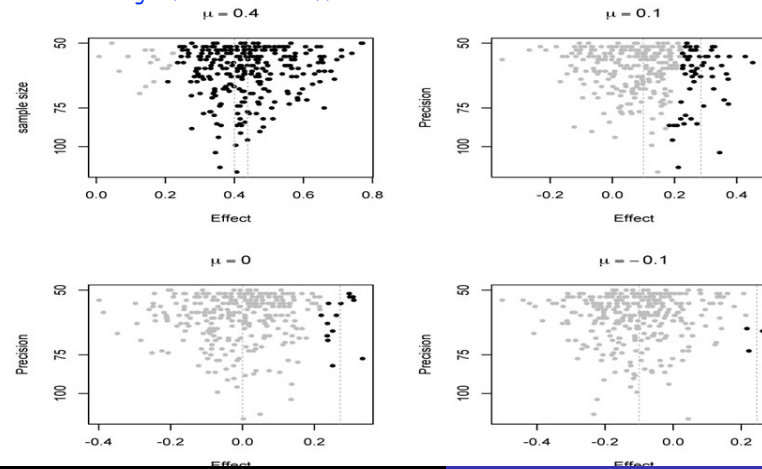 μ = 0.4
μ = 0.1
50
75
100
sample size
0.0 0.2 0.4 0.6 0.8
Effect
50
75
100
Precision
-0.2 0.0 0.2 0.4
Effect
μ = 0
μ = −0.1
50
75
100
Precision
-0.4 -0.2 0.0 0.2
Effect
50
75
100
Precision
-0.4 -0.2 0.0 0.2
Effect